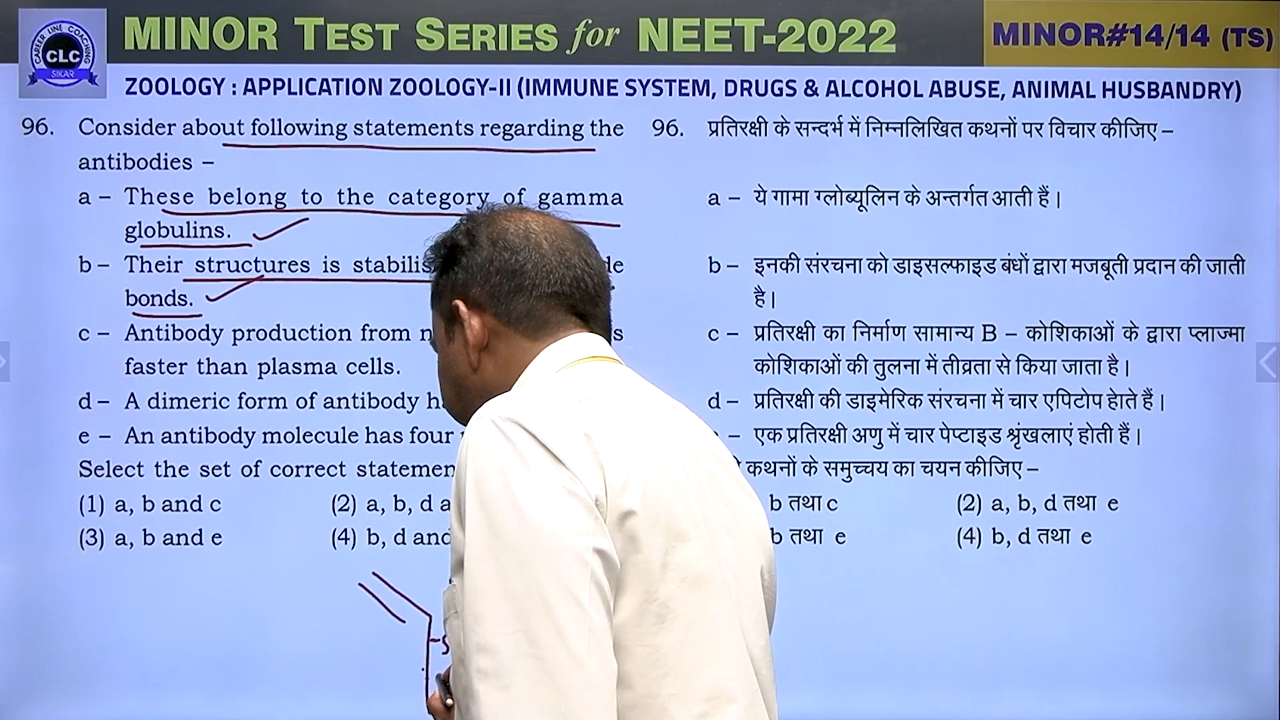 CAREER LINE COACHING
CLC
SIKAR
MINOR TEST SERIES for NEET-2022
MINOR#14/14 (TS)
ZOOLOGY : APPLICATION ZOOLOGY-II (IMMUNE SYSTEM, DRUGS & ALCOHOL ABUSE, ANIMAL HUSBANDRY)
96. Consider about following statements regarding the
antibodies –
a – These belong to the category of gamma
globulins.
b – Their structures is
bonds.
c – Antibody production from
faster than plasma cells.
d – A dimeric form of antibody
e – An antibody molecule has four
Select the set of correct
(1) a, b and c (2) a, b, d
(3) a, b and e (4) b, d and
96. प्रतिरक्षी के सन्दर्भ में निम्नलिखित कथनों पर विचार कीजिए –
a – ये गामा ग्लोब्यूलिन के अन्तर्गत आती हैं।
b – इनकी संरचना को डाइसल्फाइड बंधों द्वारा मजबूती प्रदान की जाती
है।
c – प्रतिरक्षी का निर्माण सामान्य B – कोशिकाओं के द्वारा प्लाज्मा
कोशिकाओं की तुलना में तीव्रता से किया जाता है।
d – प्रतिरक्षी की डाइमेरिक संरचना में चार एपिटोप होते हैं।
– एक प्रतिरक्षी अणु में चार पेप्टाइड श्रृंखलाएं होती हैं।
कथनों के समुच्चय का चयन कीजिए –
b तथा c (2) a, b, d तथा e
b तथा e (4) b, d तथा e